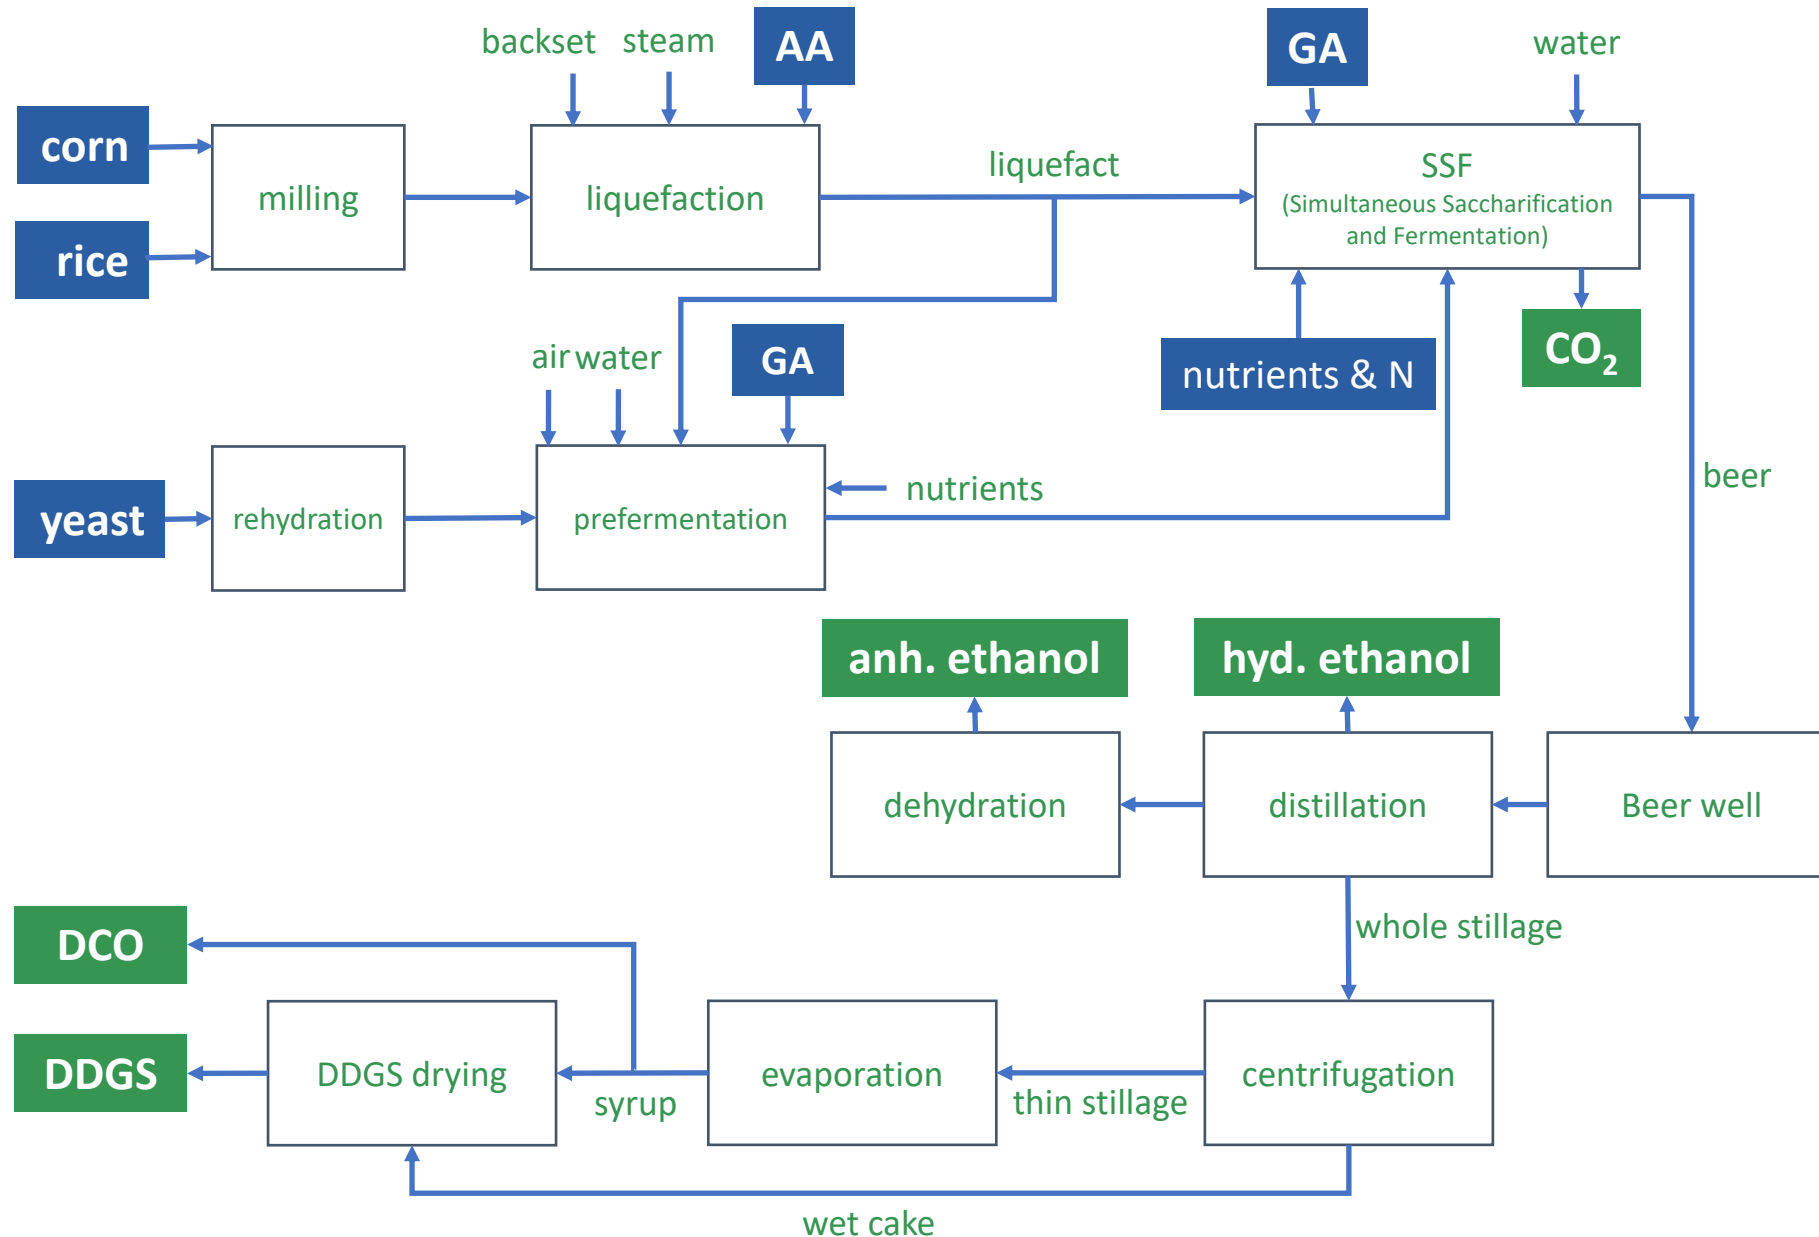 backset
steam
AA
GA
water
corn
milling
liquefaction
liquefact
SSF
(Simultaneous Saccharification
and Fermentation)
rice
air
water
GA
nutrients & N
CO₂
yeast
rehydration
prefermentation
nutrients
beer
anh. ethanol
hyd. ethanol
dehydration
distillation
Beer well
DCO
whole stillage
DDGS
DDGS drying
syrup
evaporation
thin stillage
centrifugation
wet cake